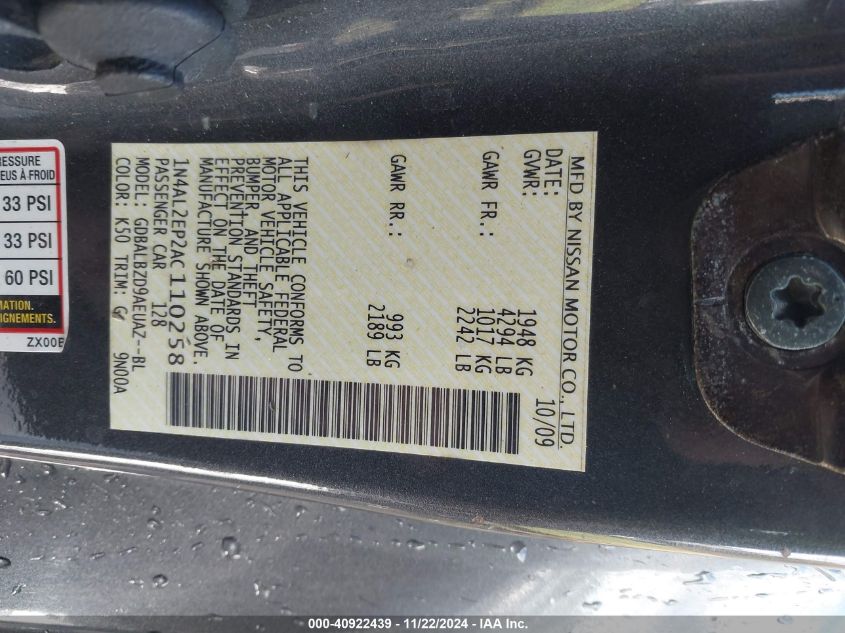 MFD BY NISSAN MOTOR CO., LTD.
DATE: 10/09
GVWR: 1948 KG
4294 LB
GAWR FR.: 1017 KG
2242 LB
GAWR RR.: 993 KG
2189 LB
THIS VEHICLE CONFORMS TO
ALL APPLICABLE FEDERAL
MOTOR VEHICLE SAFETY,
BUMPER, AND THEFT
PREVENTION STANDARDS IN
EFFECT ON THE DATE OF
MANUFACTURE SHOWN ABOVE.
1N4AL2EP2AC110258
PASSENGER CAR 128
MODEL: GDBALBZD9AEUAZ--BL
COLOR: K50 TRIM: G 9N00A
RESSURE
EUS À FROID
33 PSI
33 PSI
60 PSI
MATION.
IGNEMENTS.
ZX00E
000-40922439 - 11/22/2024 - IAA Inc.